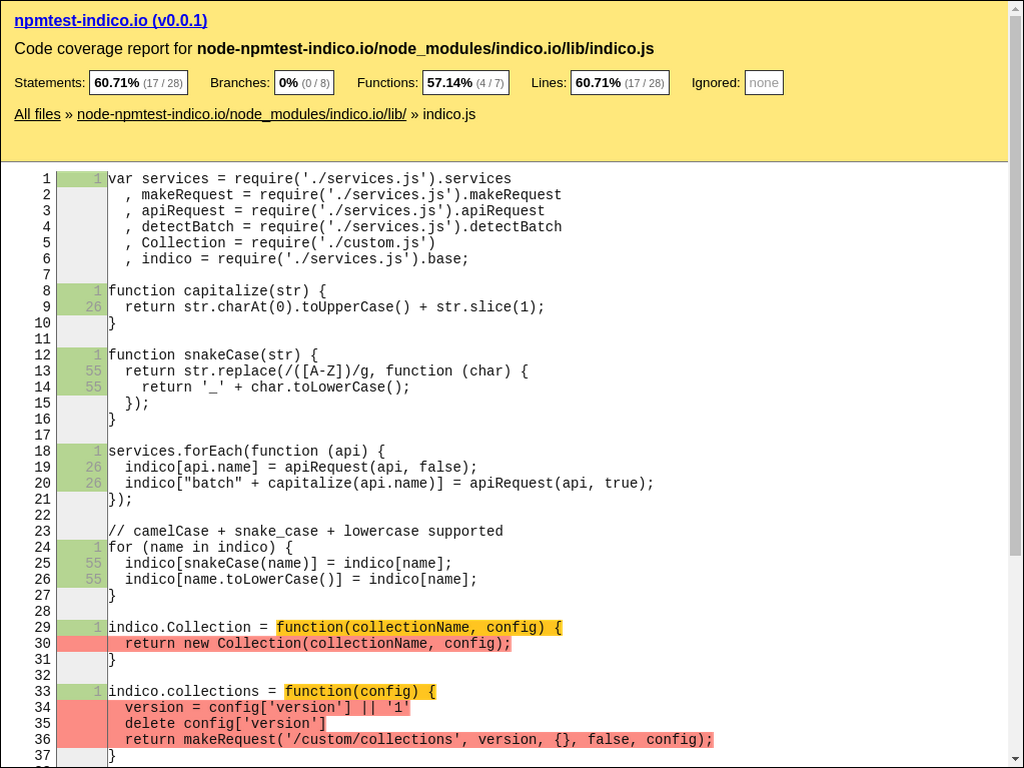 npmtest-indico.io (v0.0.1)
Code coverage report for node-npmtest-indico.io/node_modules/indico.io/lib/indico.js
Statements: 60.71% (17 / 28) Branches: 0% (0 / 8) Functions: 57.14% (4 / 7) Lines: 60.71% (17 / 28) Ignored: none
All files » node-npmtest-indico.io/node_modules/indico.io/lib/ » indico.js
1 1 var services = require('./services.js').services
2   , makeRequest = require('./services.js').makeRequest
3   , apiRequest = require('./services.js').apiRequest
4   , detectBatch = require('./services.js').detectBatch
5   , Collection = require('./custom.js')
6   , indico = require('./services.js').base;
7
8 1 function capitalize(str) {
9 26   return str.charAt(0).toUpperCase() + str.slice(1);
10 }
11
12 1 function snakeCase(str) {
13 55   return str.replace(/([A-Z])/g, function (char) {
14 55     return '_' + char.toLowerCase();
15   });
16 }
17
18 1 services.forEach(function (api) {
19 26   indico[api.name] = apiRequest(api, false);
20 26   indico["batch" + capitalize(api.name)] = apiRequest(api, true);
21 });
22
23 // camelCase + snake_case + lowercase supported
24 1 for (name in indico) {
25 55   indico[snakeCase(name)] = indico[name];
26 55   indico[name.toLowerCase()] = indico[name];
27 }
28
29 1 indico.Collection = function(collectionName, config) {
30   return new Collection(collectionName, config);
31 }
32
33 1 indico.collections = function(config) {
34   version = config['version'] || '1'
35   delete config['version']
36   return makeRequest('/custom/collections', version, {}, false, config);
37 }